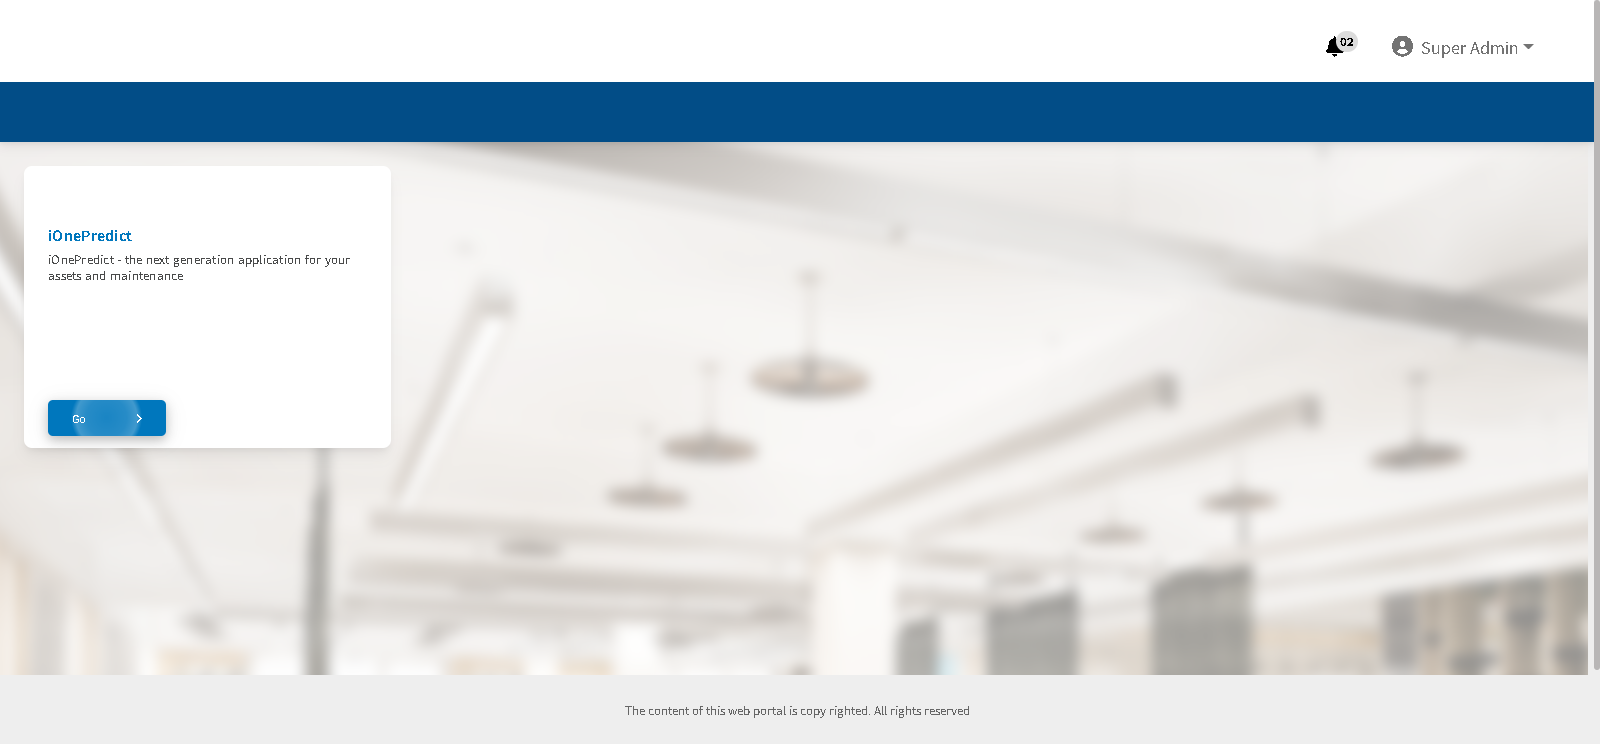 02
Super Admin
iOnePredict
iOnePredict - the next generation application for your
assets and maintenance
Go
The content of this web portal is copy righted. All rights reserved